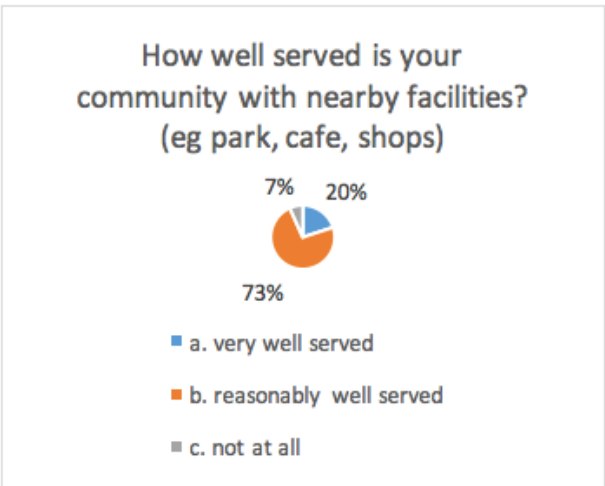 How well served is your
community with nearby facilities?
(eg park, cafe, shops)
7%
20%
73%
a. very well served
b. reasonably well served
c. not at all